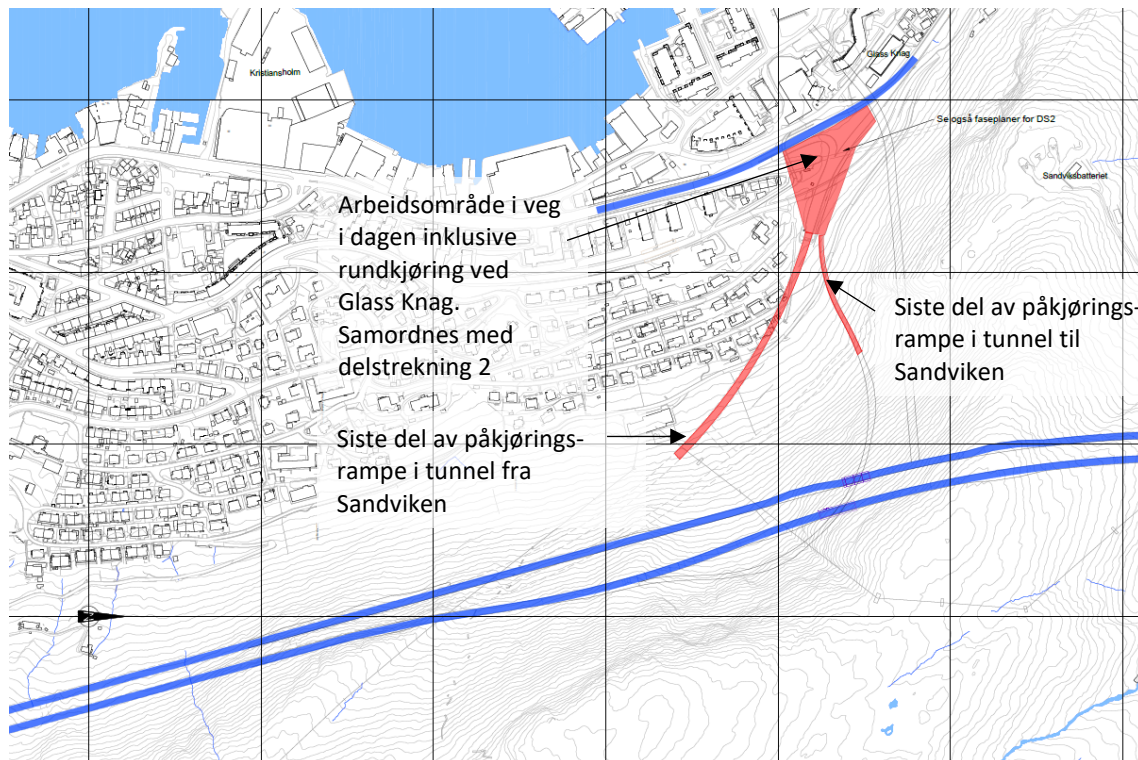 Glass Knag
Kristiansholm
Se også faseplaner for DS2
Sandviksbatteriet
Arbeidsområde i veg
i dagen inklusive
rundkjøring ved
Glass Knag.
Samordnes med
delstrekning 2
Siste del av påkjørings-
rampe i tunnel til
Sandviken
Siste del av påkjørings-
rampe i tunnel fra
Sandviken